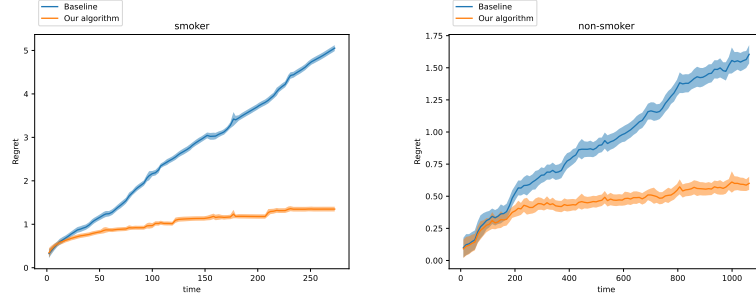 Baseline
Our algorithm
smoker
Regret
5
4
3
2
1
0
0 50 100 150 200 250
time
Baseline
Our algorithm
non-smoker
Regret
1.75
1.50
1.25
1.00
0.75
0.50
0.25
0.00
0 200 400 600 800 1000
time